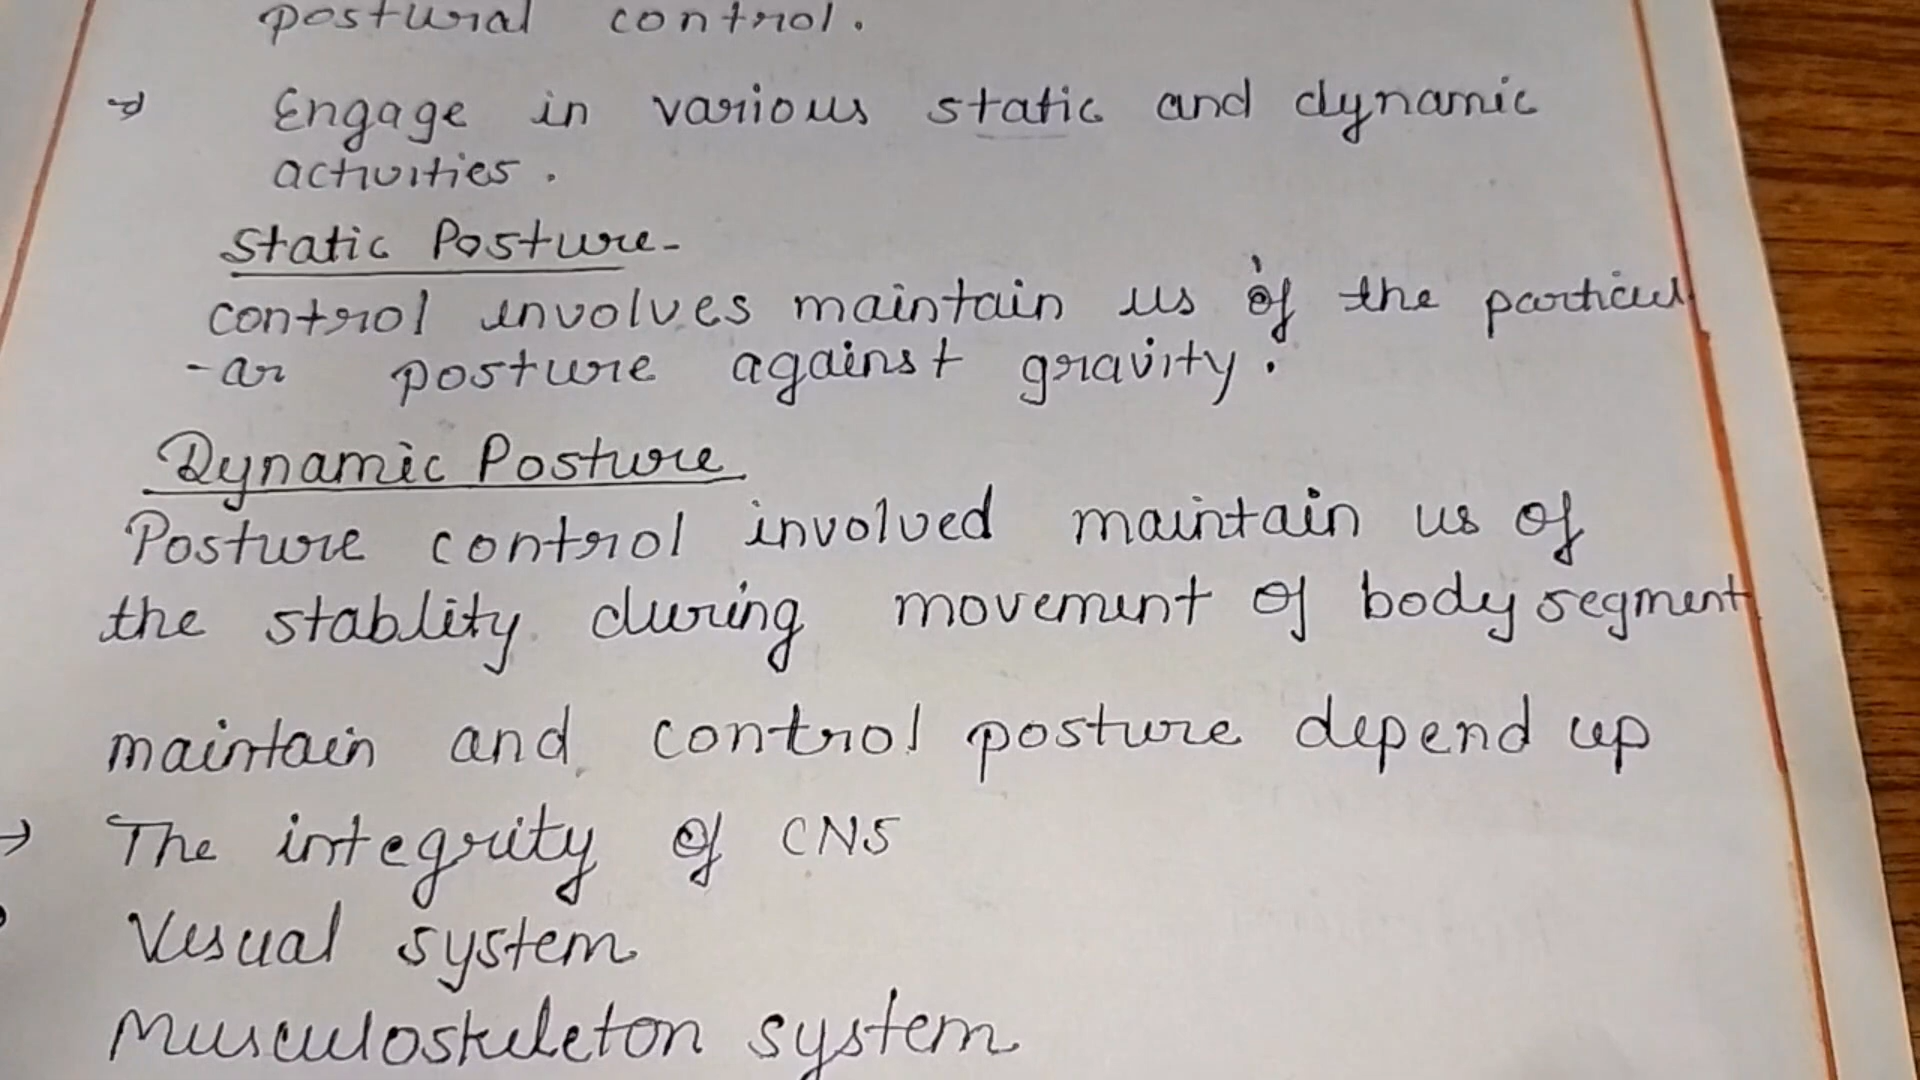 postural control.
→ Engage in various static and dynamic
activities.
Static Posture-
control involves maintain us of the particul
-ar posture against gravity.
Dynamic Posture
Posture control involved maintain us of
the stablity during movement of body segment
maintain and control posture depend up
→ The integrity of CNS
Visual system
Musculoskeleton system